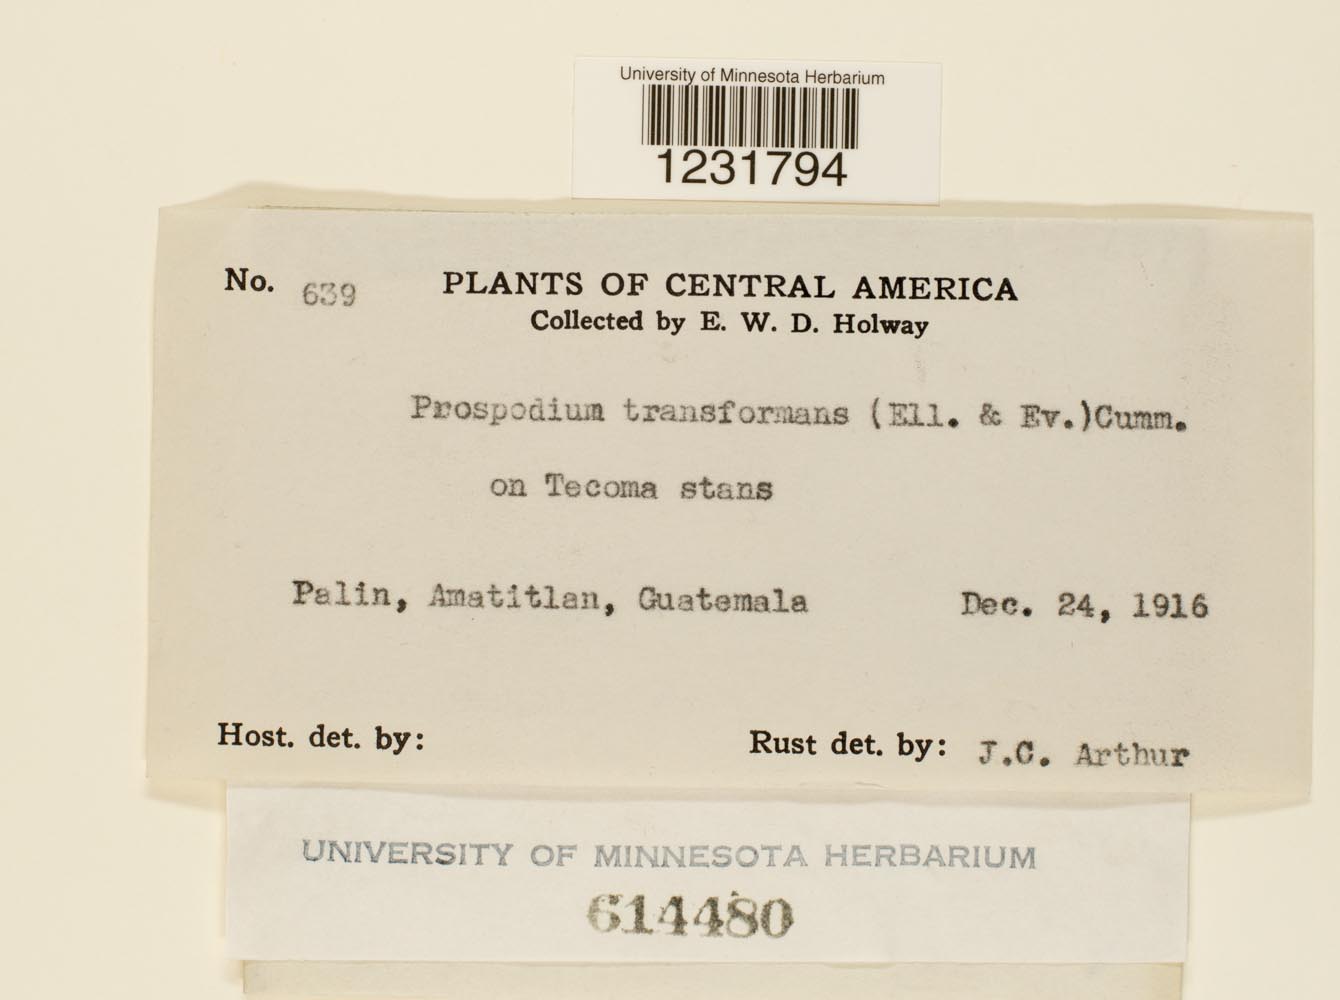 University of Minnesota Herbarium
1231794
No. 639 PLANTS OF CENTRAL AMERICA
Collected by E. W. D. Holway
Prospodium transformans (Ell. & Ev.)Cumm.
on Tecoma stans
Palin, Amatitlan, Guatemala Dec. 24, 1916
Host. det. by: Rust det. by: J.C. Arthur
UNIVERSITY OF MINNESOTA HERBARIUM
614480